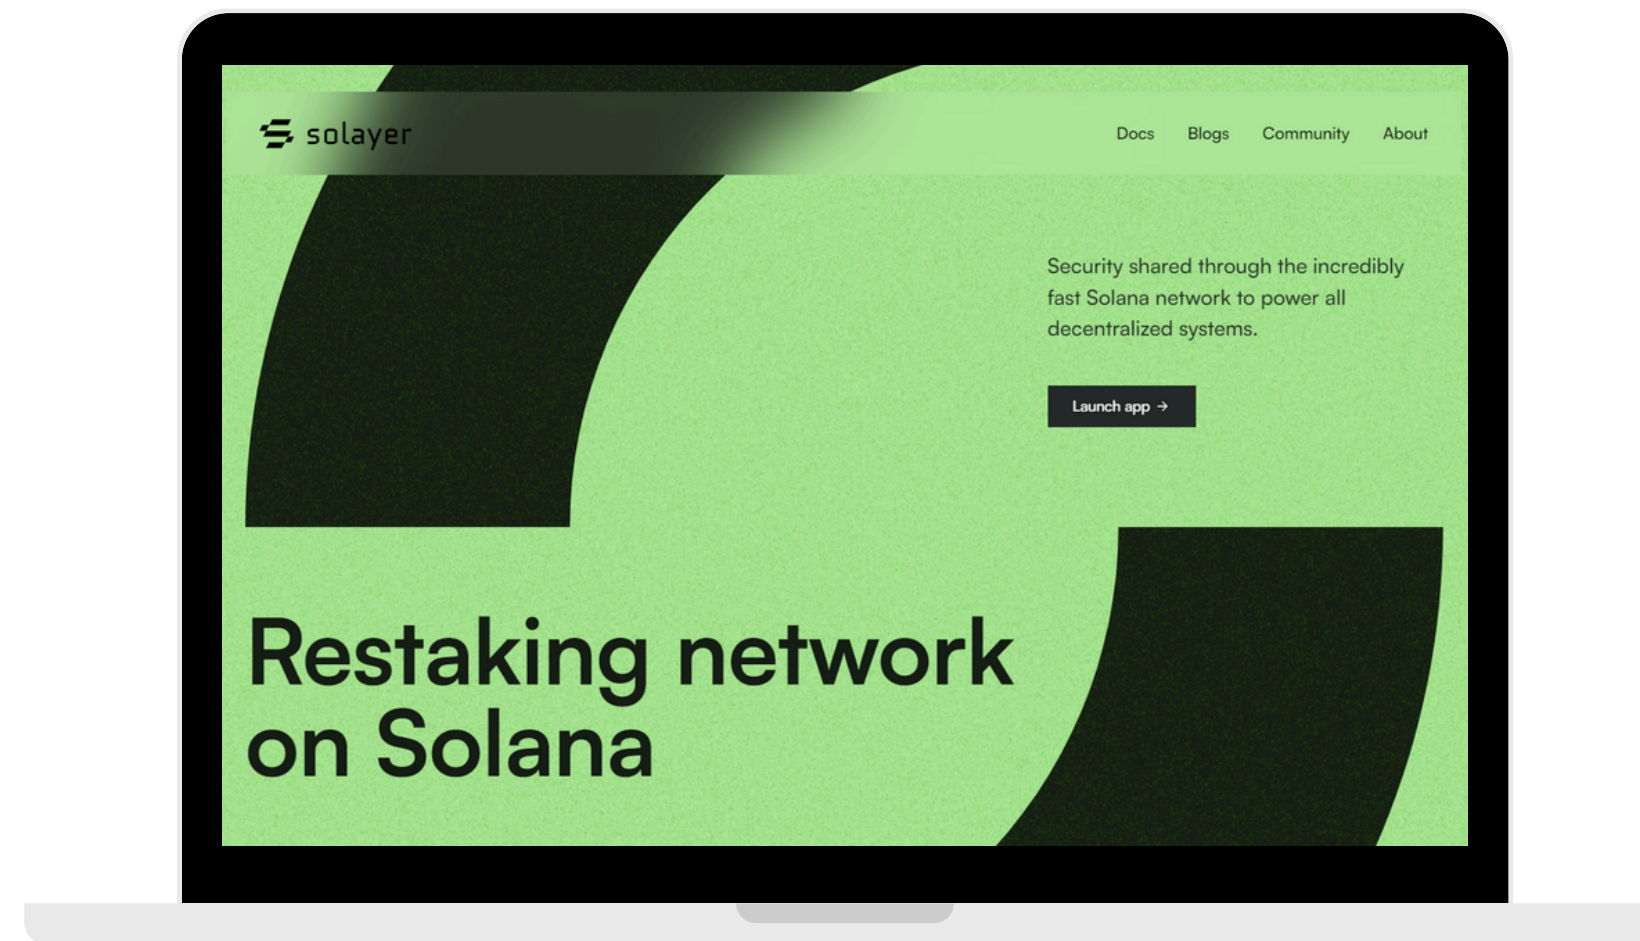 solayer
Docs Blogs Community About
Security shared through the incredibly
fast Solana network to power all
decentralized systems.
Launch app →
Restaking network
on Solana